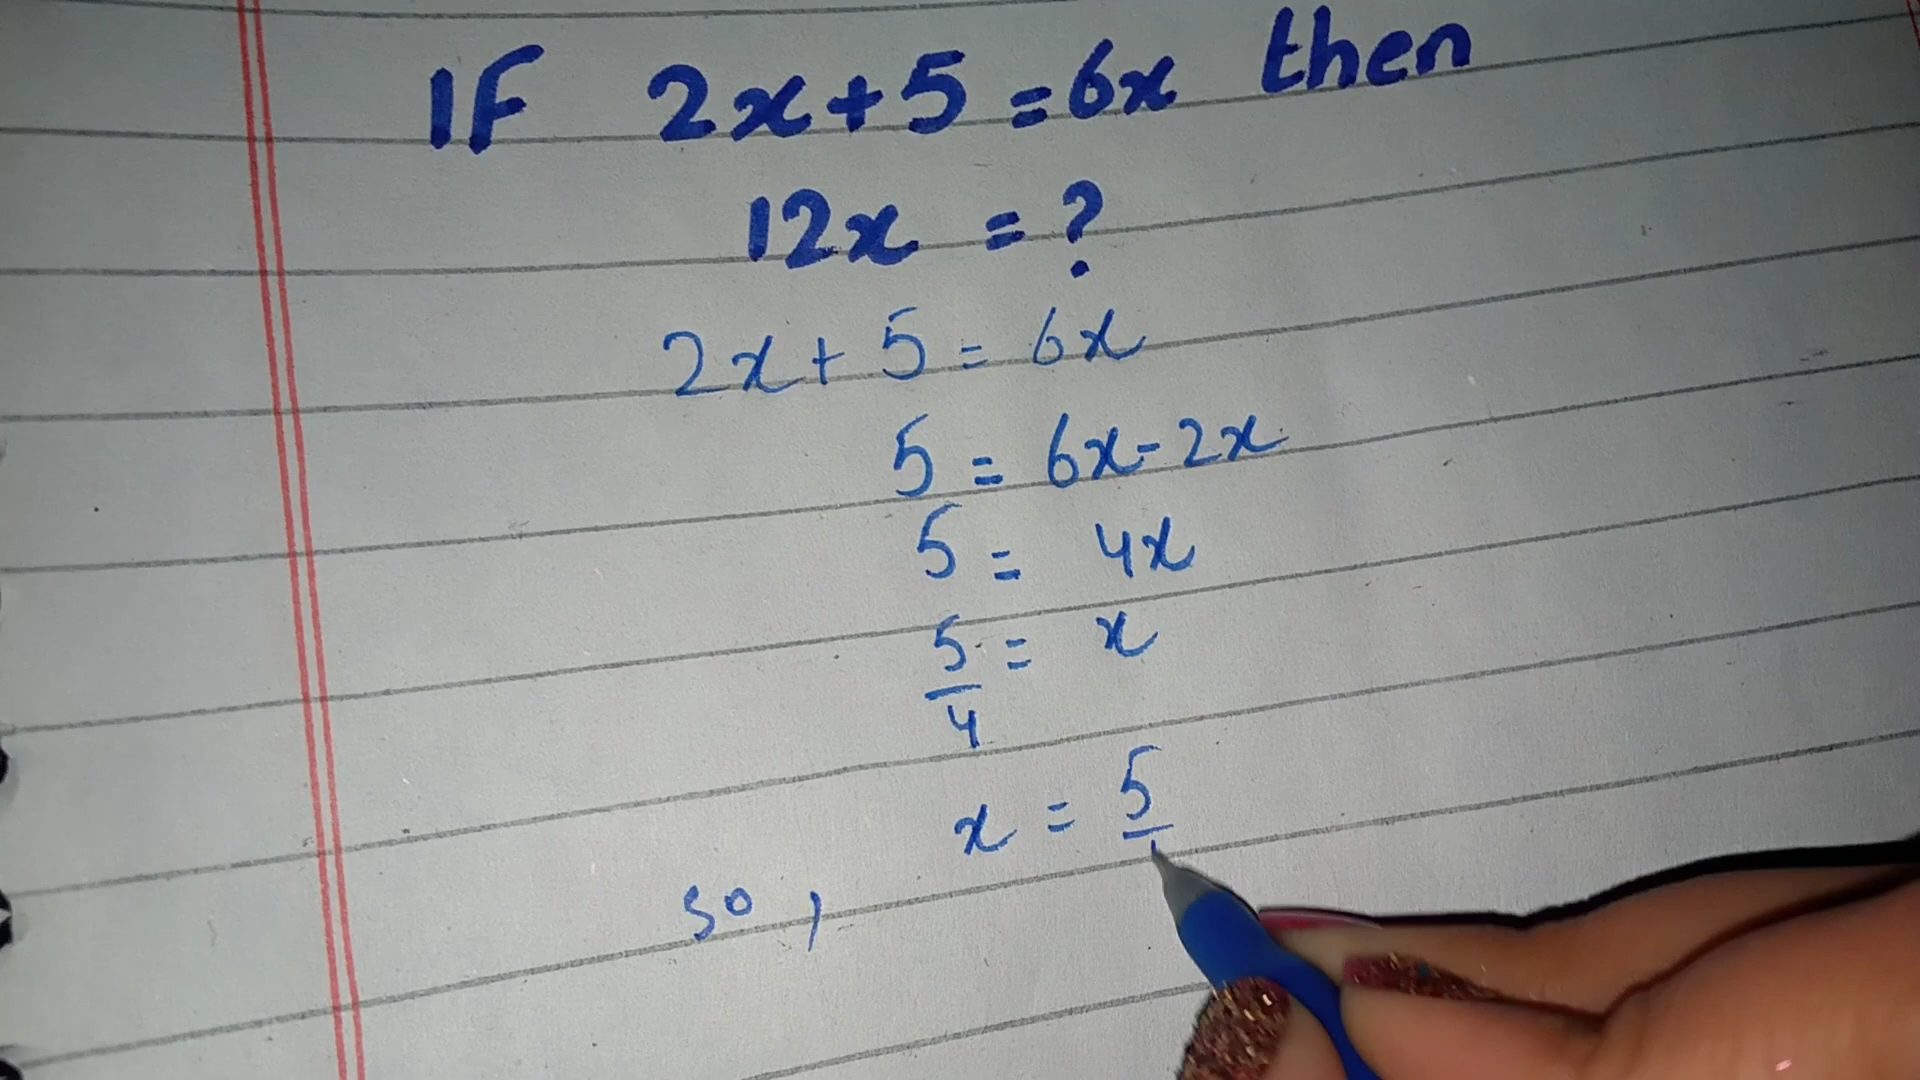 IF 2x+5=6x then
12x = ?
2x+5=6x
5 = 6x-2x
5 = 4x
5/4 = x
x = 5/
so,